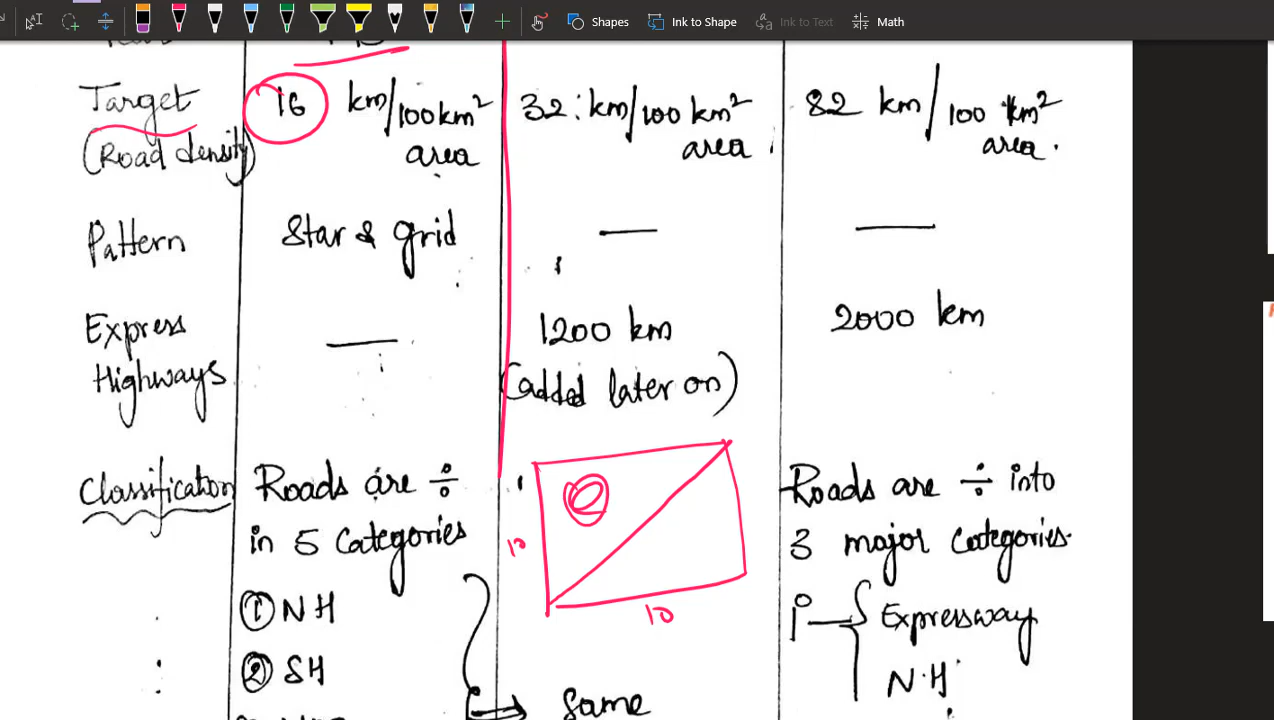 Shapes
Ink to Shape
Ink to Text
Math
Target
(Road density)
16 km/100km² area
32 km/100 km² area
82 km/100 km² area.
Pattern
Star & grid
—
—
Express Highways
—
1200 km
(added later on)
2000 km
Classification
Roads are ÷
in 5 Categories
① NH
② SH
10
10
Same
Roads are ÷ into
3 major categories.
Expressway
N.H